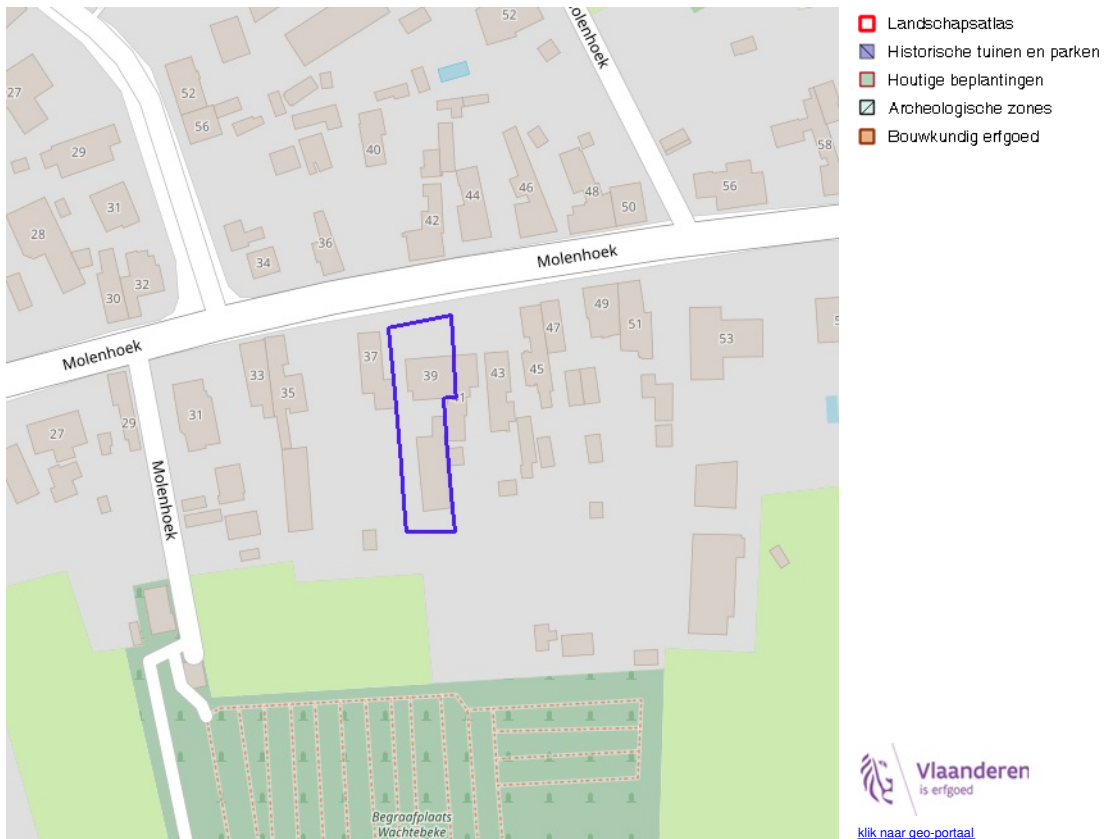 52
Molenhoek
Molenhoek
27
52
56
29
40
58
28
31
36
34
42
44
46
48
50
56
30
32
Molenhoek
Molenhoek
37
39
43
45
47
49
51
53
33
35
31
29
27
Molenhoek
Begraafplaats
Wachtebeke
Landschapsatlas
Historische tuinen en parken
Houtige beplantingen
Archeologische zones
Bouwkundig erfgoed
Vlaanderen
is erfgoed
klik naar geo-portaal